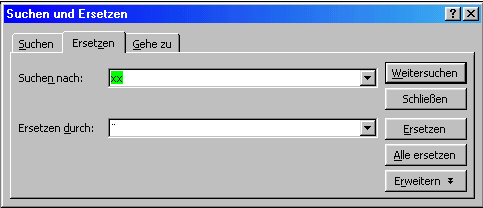 Suchen und Ersetzen
Suchen Ersetzen Gehe zu
Suchen nach: xx Weitersuchen
Schließen
Ersetzen durch: " Ersetzen
Alle ersetzen
Erweitern